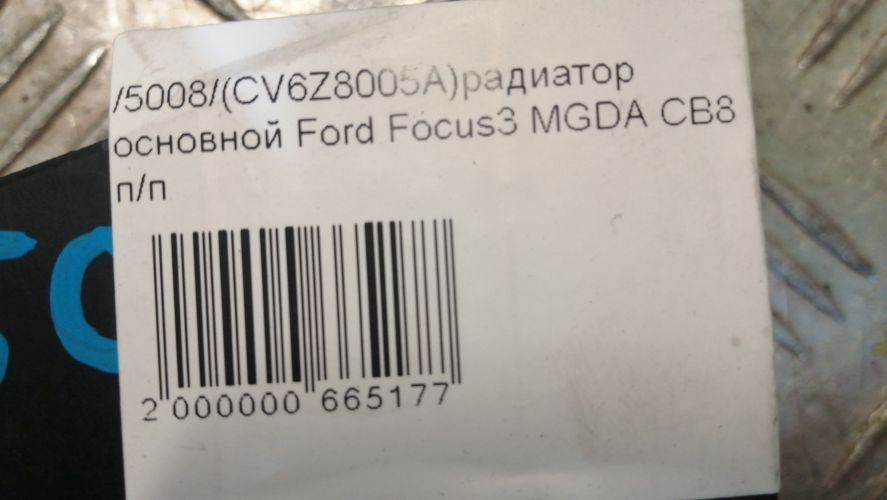 /5008/(CV6Z8005A)радиатор
основной Ford Focus3 MGDA CB8
п/п
2 000000 665177